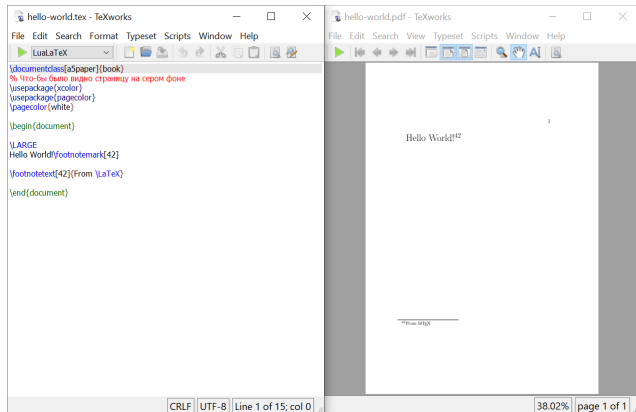 hello-world.tex - TeXworks
File Edit Search Format Typeset Scripts Window Help
LuaLaTeX
\documentclass[a5paper]{book}
% Что-бы было видно страницу на сером фоне
\usepackage{xcolor}
\usepackage{pagecolor}
\pagecolor{white}
\begin{document}
\LARGE
Hello World!\footnotemark[42]
\footnotetext[42]{From \LaTeX}
\end{document}
CRLF UTF-8 Line 1 of 15; col 0
hello-world.pdf - TeXworks
File Edit Search View Typeset Scripts Window Help
1
Hello World!42
42From LATEX
38.02% page 1 of 1